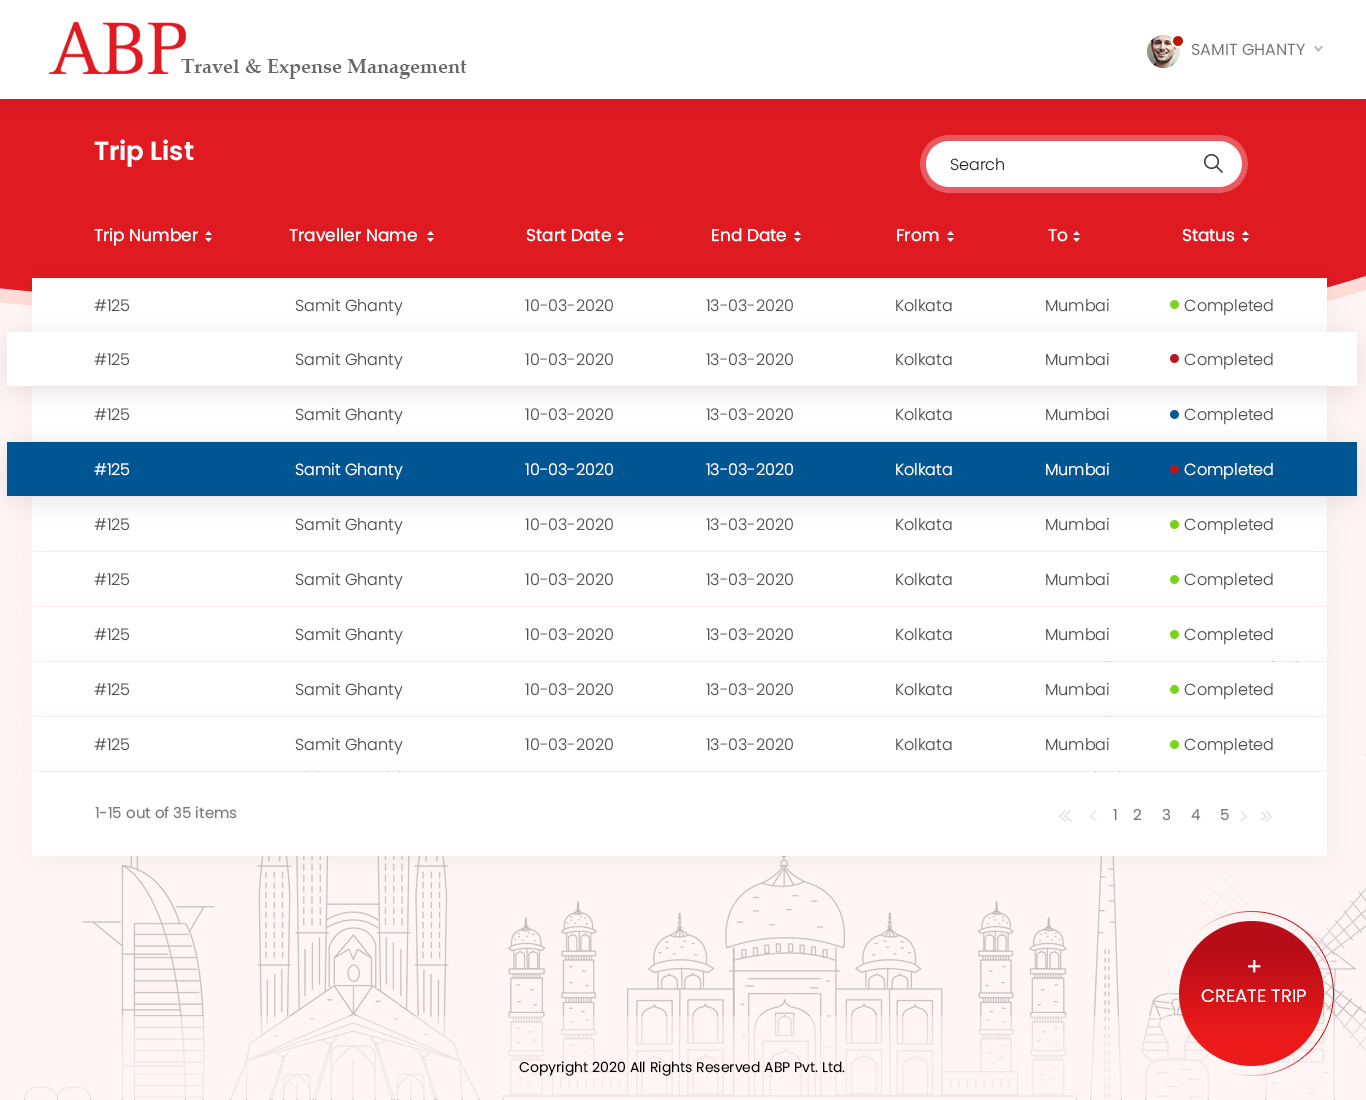 ABP Travel & Expense Management
SAMIT GHANTY
Trip List
Search
Trip Number Traveller Name Start Date End Date From To Status
#125 Samit Ghanty 10-03-2020 13-03-2020 Kolkata Mumbai Completed
#125 Samit Ghanty 10-03-2020 13-03-2020 Kolkata Mumbai Completed
#125 Samit Ghanty 10-03-2020 13-03-2020 Kolkata Mumbai Completed
#125 Samit Ghanty 10-03-2020 13-03-2020 Kolkata Mumbai Completed
#125 Samit Ghanty 10-03-2020 13-03-2020 Kolkata Mumbai Completed
#125 Samit Ghanty 10-03-2020 13-03-2020 Kolkata Mumbai Completed
#125 Samit Ghanty 10-03-2020 13-03-2020 Kolkata Mumbai Completed
#125 Samit Ghanty 10-03-2020 13-03-2020 Kolkata Mumbai Completed
#125 Samit Ghanty 10-03-2020 13-03-2020 Kolkata Mumbai Completed
1-15 out of 35 items
1 2 3 4 5
+
CREATE TRIP
Copyright 2020 All Rights Reserved ABP Pvt. Ltd.